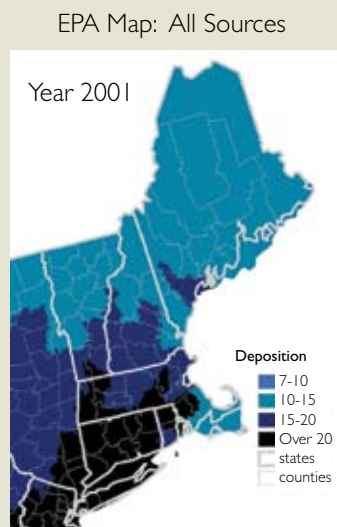 EPA Map: All Sources
Year 2001
Deposition
7-10
10-15
15-20
Over 20
states
counties